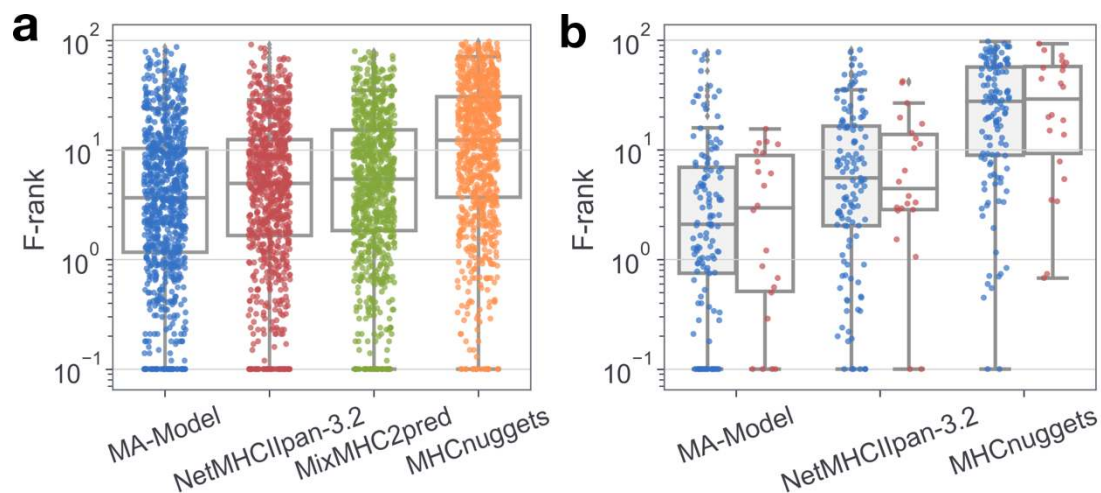 a
F-rank
10²
10¹
10⁰
10⁻¹
MA-Model
NetMHCIIpan-3.2
MixMHC2pred
MHCnuggets
b
F-rank
10²
10¹
10⁰
10⁻¹
MA-Model
NetMHCIIpan-3.2
MHCnuggets